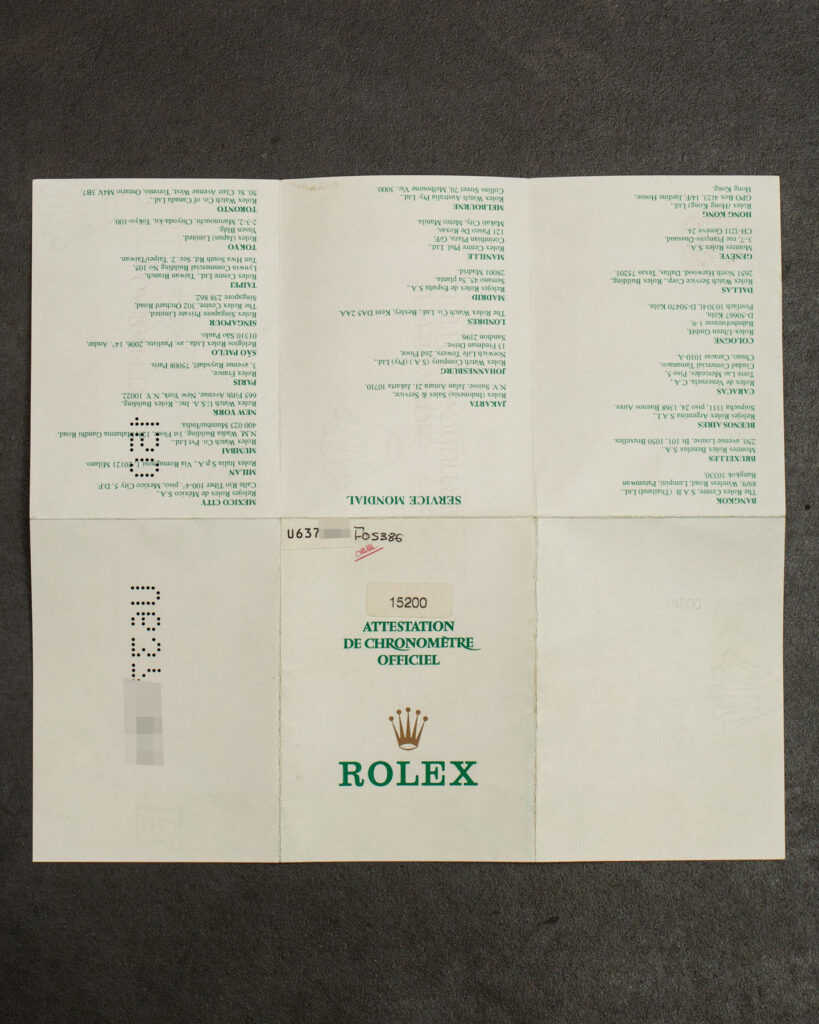 U637 F05386
15200
ATTESTATION
DE CHRONOMÈTRE
OFFICIEL
ROLEX
U637
15200
SERVICE MONDIAL
BANGKOK
The Rolex Centre, S.A.B. (Thailand) Ltd.,
89/9, Wireless Road, Lumpini, Patumwan
Bangkok 10330.
BRUXELLES
Montres Rolex Benelux S.A.,
250, avenue Louise, Bt 101, 1050 Bruxelles.
BUENOS AIRES
Relojes Rolex Argentina S.A.I.,
Suipacha 1111, piso 24, 1368 Buenos Aires.
CARACAS
Rolex de Venezuela, C.A.,
Torre Las Mercedes, Piso 5,
Ciudad Comercial Tamanaco,
Chuao, Caracas 1010-A.
COLOGNE
Rolex-Uhren GmbH,
Bahnhofstrasse 1-9,
D-50667 Köln,
Postfach 103041, D-50470 Köln.
DALLAS
Rolex Watch Service Corp., Rolex Building,
2651 North Harwood, Dallas, Texas 75201
GENÈVE
Montres Rolex S.A.,
3-7, rue François-Dussaud,
CH-1211 Genève 24.
HONG KONG
Rolex (Hong Kong) Ltd.,
GPO Box 4123, 14/F, Jardine House,
Hong Kong.
JAKARTA
Rolex (Indonesia) Sales & Service,
N.V. Suisse, Jalan Antara 21, Jakarta 10710.
JOHANNESBURG
Rolex Watch Company (S.A.) (Pty) Ltd.,
Norwich Life Towers, 2nd Floor,
13 Fredman Drive,
Sandton 2196
LONDRES
The Rolex Watch Co. Ltd., Bexley, Kent DA5 2AA
MADRID
Relojes Rolex de España S.A.,
Serrano 45, 5a planta,
28001 Madrid.
MANILLE
Rolex Centre Phil. Ltd.,
Corinthian Plaza, G/F,
121 Paseo De Roxas,
Makati City, Metro Manila.
MELBOURNE
Rolex Watch Australia Pty. Ltd.,
Collins Street, 70, Melbourne Vic. 3000.
MEXICO CITY
Relojes Rolex de Mexico S.A.,
Calle Rio Tiber 100-4°, piso, Mexico City 5, D.F.
MILAN
Rolex Italia S.p.A., Via 20121 Milano
MUMBAI
Rolex Watch Co. Pvt Ltd.,
N.M. Wadia Building, 1st Floor, Mahatma Gandhi Road,
400 023 Mumbai/India
NEW YORK
Rolex Watch U.S.A. Inc., Rolex Building,
665 Fifth Avenue, New York, N.Y. 10022
PARIS
Rolex France,
3, avenue Ruysdaël, 75008 Paris.
SÃO PAULO
Relógios Rolex Ltda., av. Paulista, 2006, 14°, Andar,
01310 São Paulo.
SINGAPOUR
Rolex Singapore Private Limited,
The Rolex Centre, 302 Orchard Road,
Singapore 238 862
TAIPEI
Rolex Centre Ltd., Taiwan Branch,
Lynwin Commercial Building No 105,
Tun Hwa South Rd. Sec. 2, Taipei/Taiwan
TOKYO
Rolex (Japan) Limited,
Yusen Bldg.
2-3-2, Marunouchi, Chiyoda-ku, Tokyo-100.
TORONTO
Rolex Watch Co. of Canada Ltd.,
50, St. Clair Avenue West, Toronto, Ontario M4V 3B7.